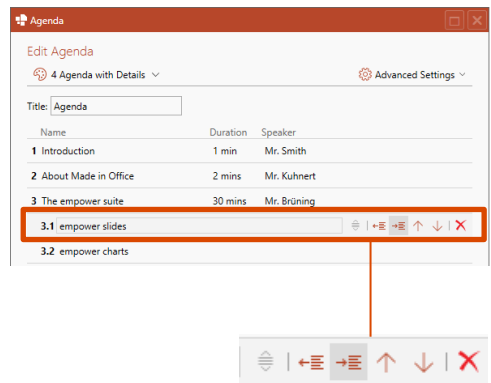 Agenda
Edit Agenda
4 Agenda with Details Advanced Settings
Title: Agenda
Name Duration Speaker
1 Introduction 1 min Mr. Smith
2 About Made in Office 2 mins Mr. Kuhnert
3 The empower suite 30 mins Mr. Brüning
3.1 empower slides
3.2 empower charts